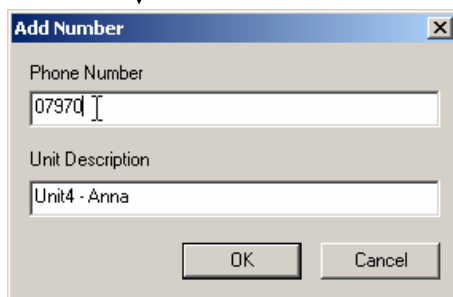 Add Number
Phone Number
07970
Unit Description
Unit4 - Anna
OK Cancel